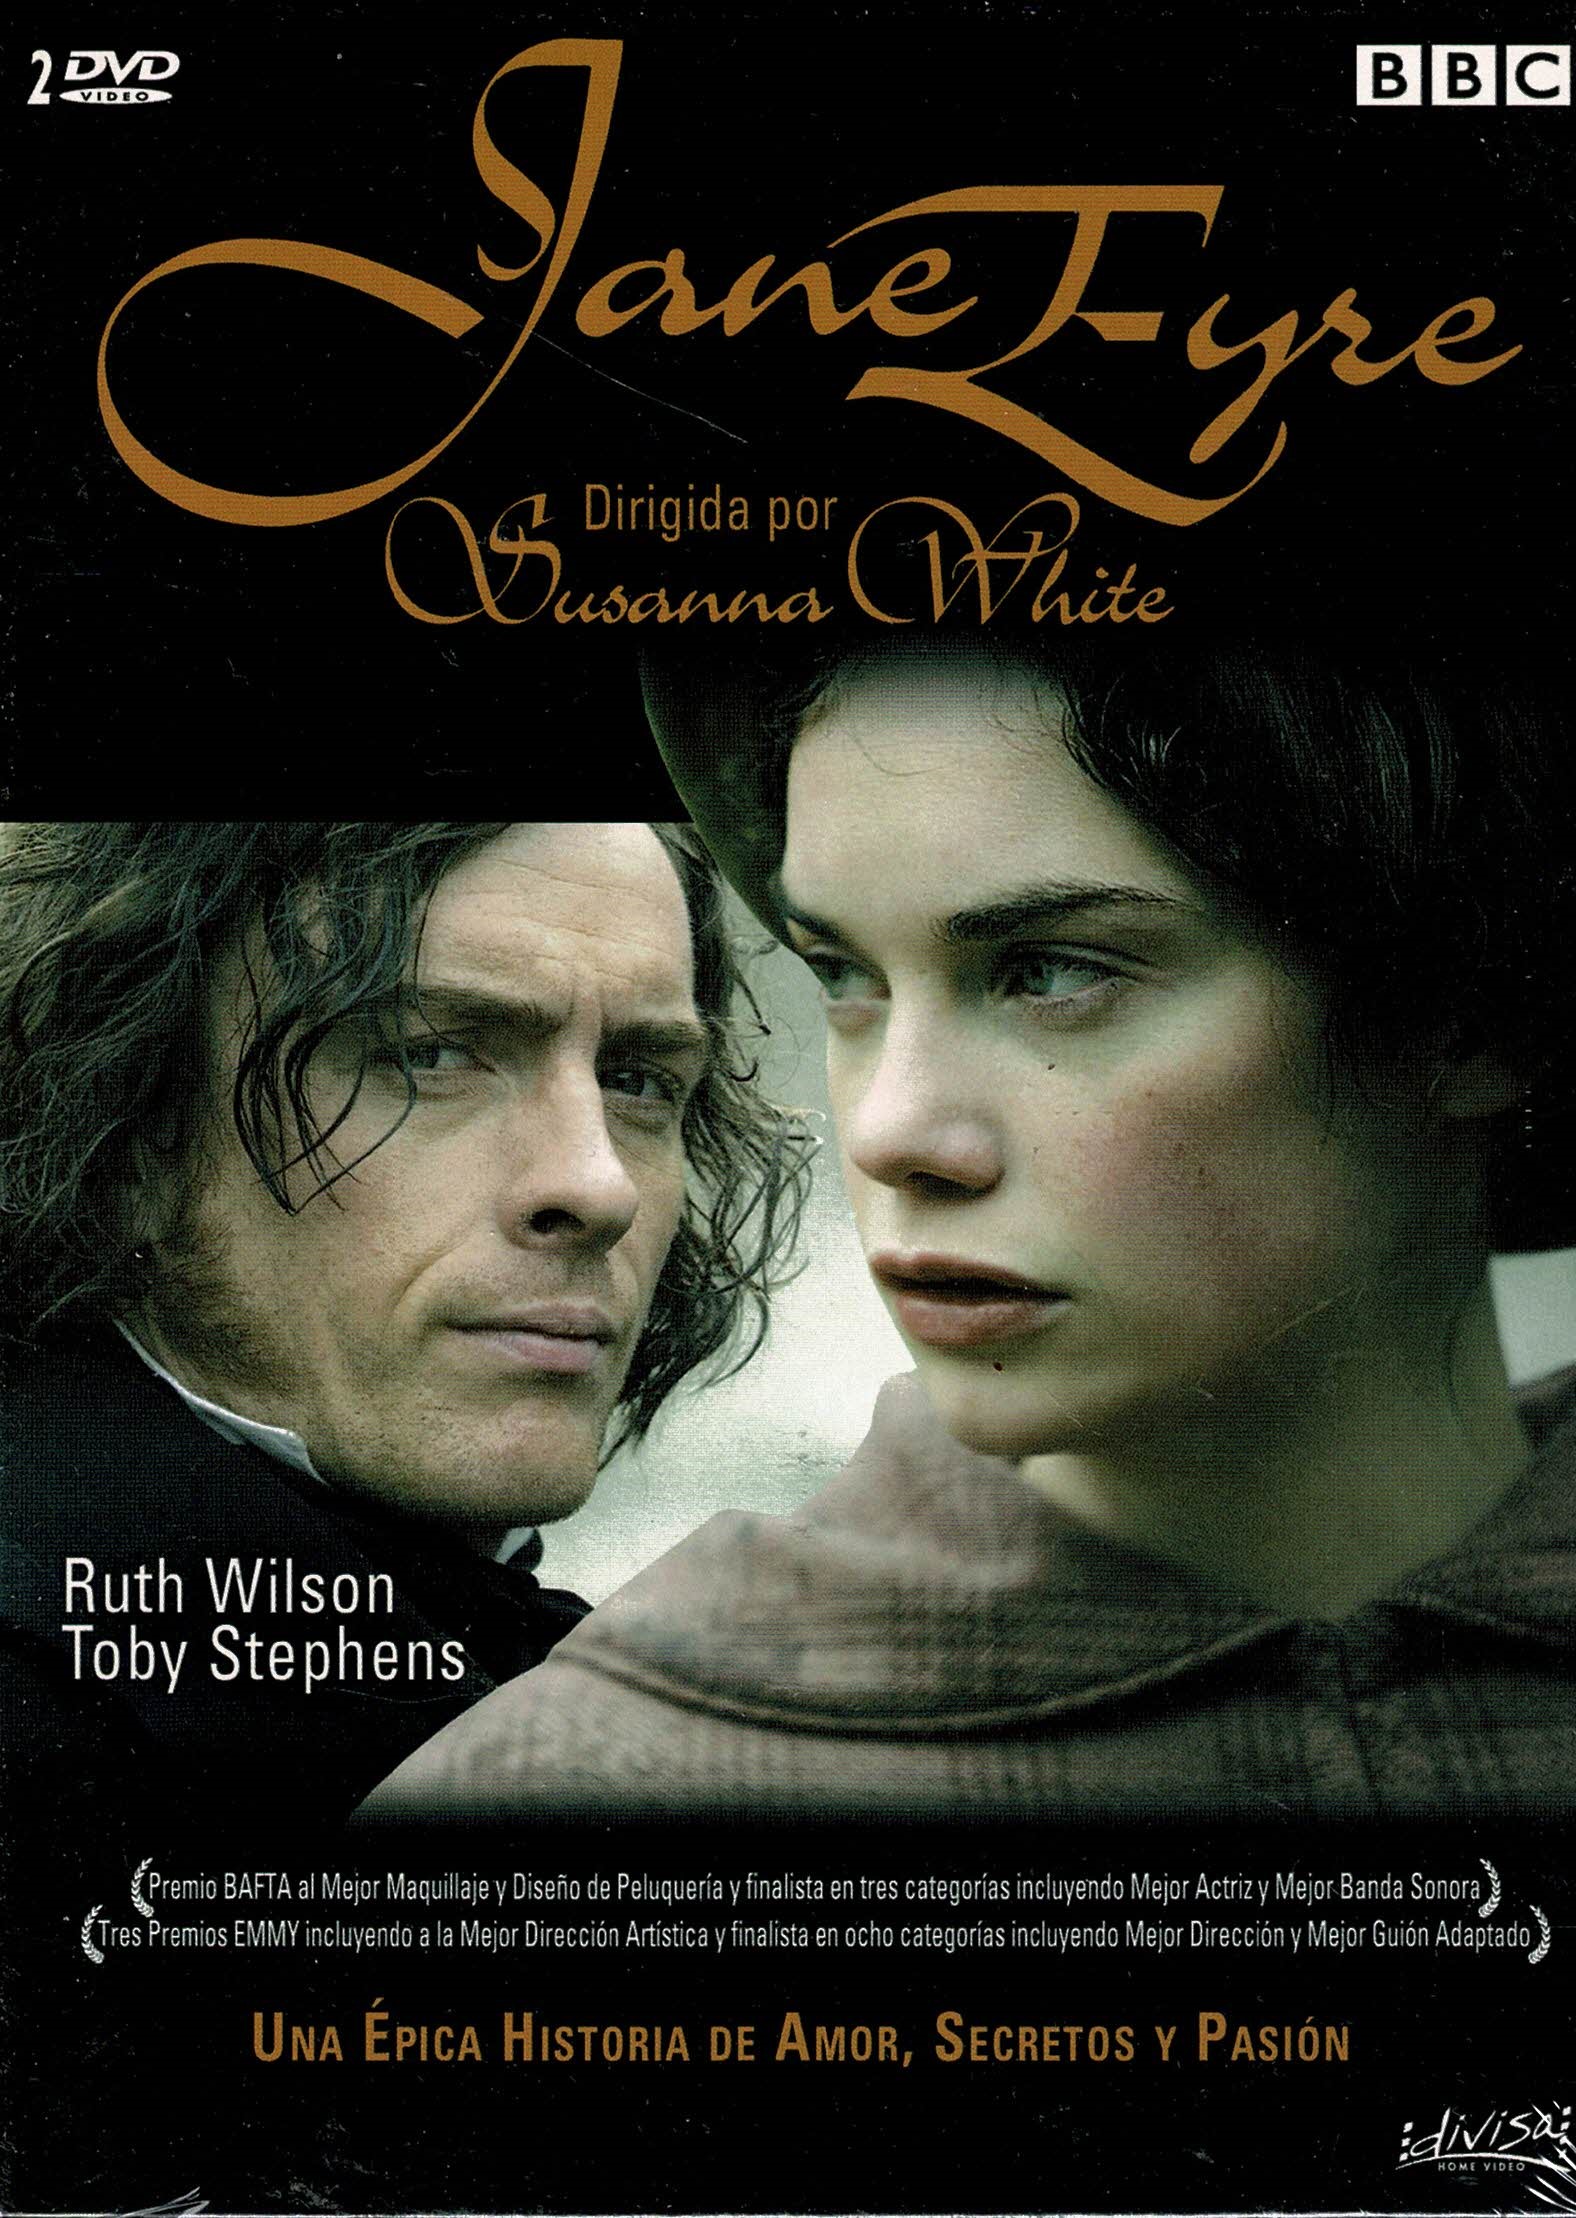 2 DVD
VIDEO
BBC
Jane Eyre
Dirigida por
Susanna White
Ruth Wilson
Toby Stephens
Premio BAFTA al Mejor Maquillaje y Diseño de Peluquería y finalista en tres categorías incluyendo Mejor Actriz y Mejor Banda Sonora
Tres Premios EMMY incluyendo a la Mejor Dirección Artística y finalista en ocho categorías incluyendo Mejor Dirección y Mejor Guión Adaptado
UNA ÉPICA HISTORIA DE AMOR, SECRETOS Y PASIÓN
divisa
HOME VIDEO